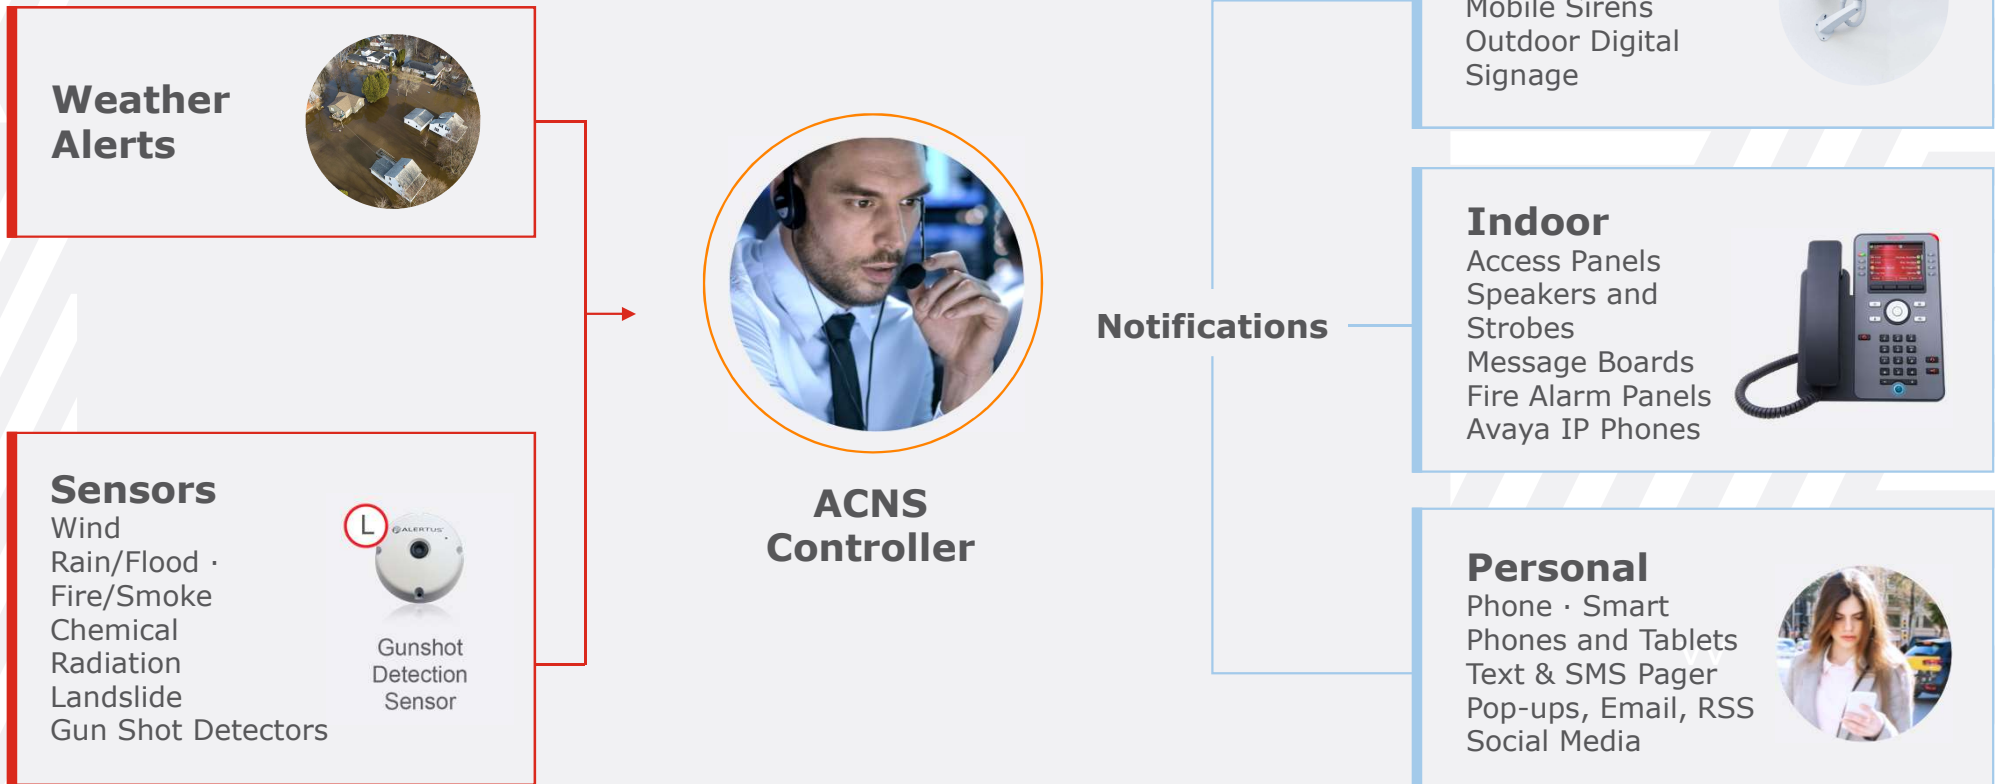 Weather
Alerts
Sensors
Wind
Rain/Flood ·
Fire/Smoke
Chemical
Radiation
Landslide
Gun Shot Detectors
L
ALERTUS
Gunshot
Detection
Sensor
ACNS
Controller
Notifications
Mobile Sirens
Outdoor Digital
Signage
Indoor
Access Panels
Speakers and
Strobes
Message Boards
Fire Alarm Panels
Avaya IP Phones
Personal
Phone · Smart
Phones and Tablets
Text & SMS Pager
Pop-ups, Email, RSS
Social Media